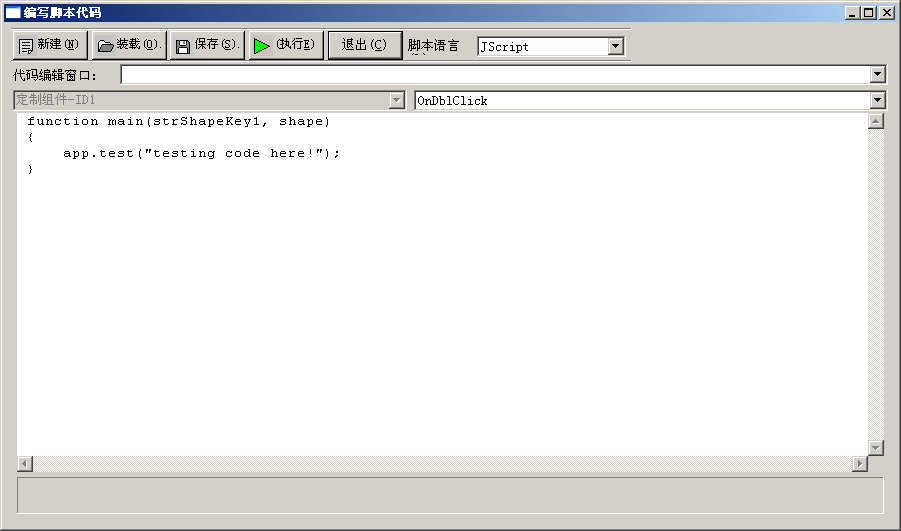 编写脚本代码
新建(N) 装载(O). 保存(S). (执行E) 退出(C) 脚本语言 JScript
代码编辑窗口:
定制组件-ID1 OnDblClick
function main(strShapeKey1, shape)
{
app.test("testing code here!");
}